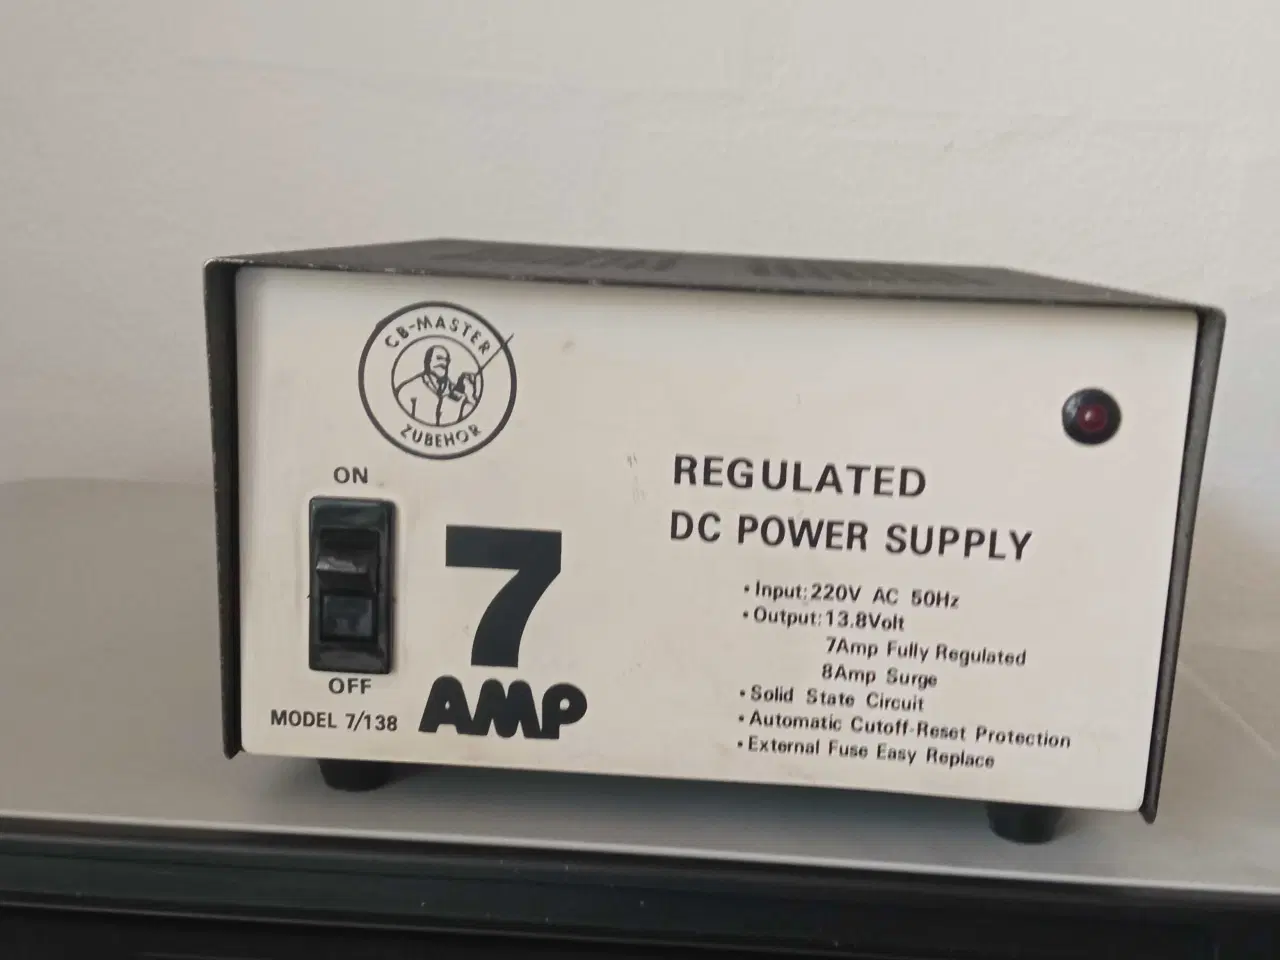 CB-MASTER
ZUBEHÖR
ON
OFF
MODEL 7/138
7
AMP
REGULATED
DC POWER SUPPLY
• Input: 220V AC 50Hz
• Output: 13.8Volt
7Amp Fully Regulated
8Amp Surge
• Solid State Circuit
• Automatic Cutoff-Reset Protection
• External Fuse Easy Replace